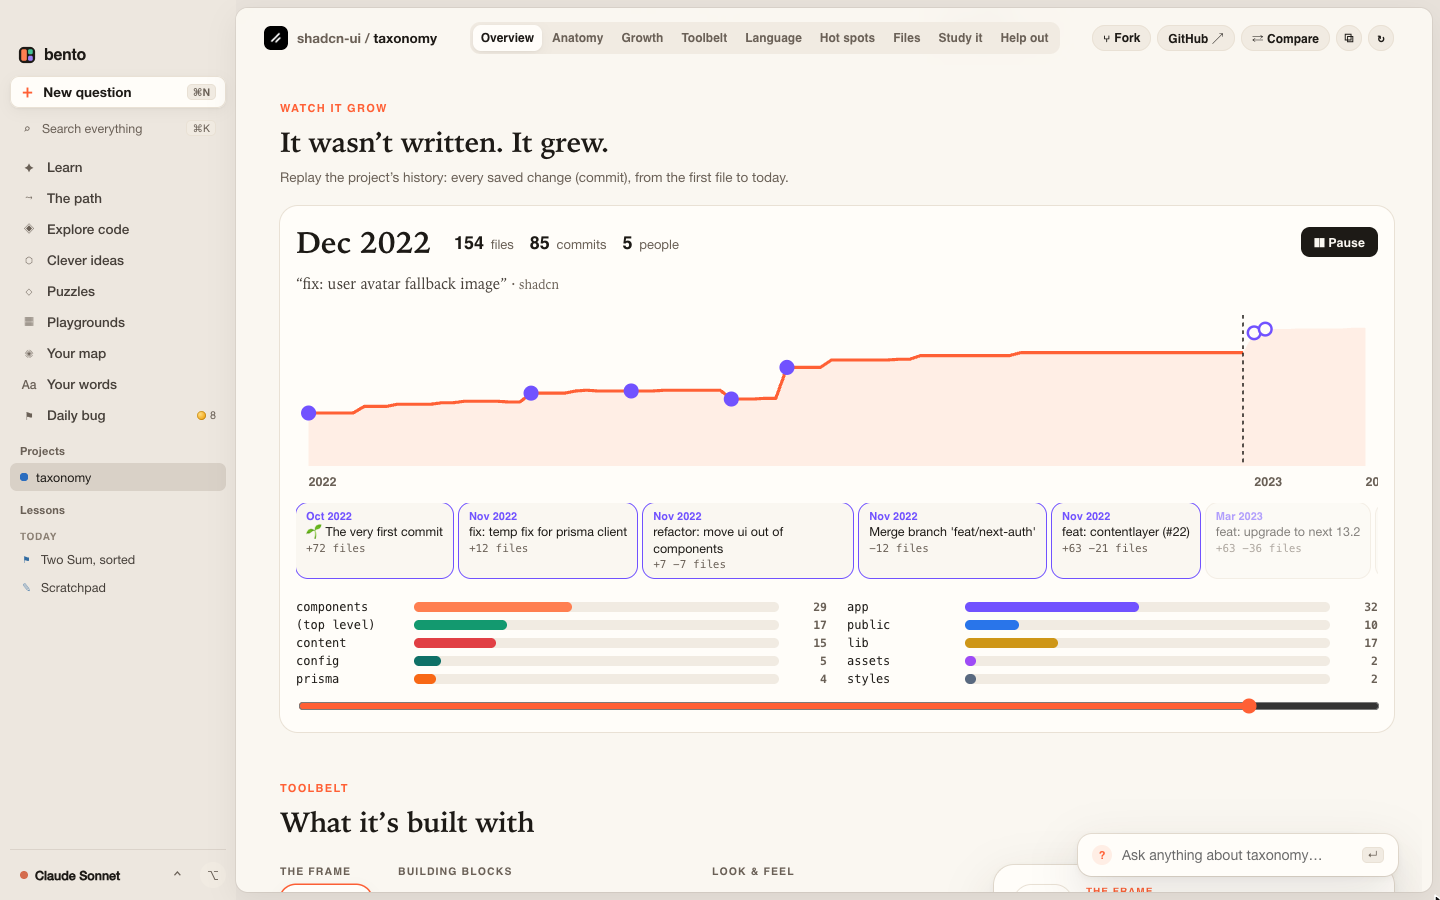 bento
New question ⌘N
Search everything ⌘K
Learn
The path
Explore code
Clever ideas
Puzzles
Playgrounds
Your map
Aa Your words
Daily bug 8
Projects
taxonomy
Lessons
TODAY
Two Sum, sorted
Scratchpad
Claude Sonnet
shadcn-ui / taxonomy
Overview Anatomy Growth Toolbelt Language Hot spots Files Study it Help out
Fork GitHub Compare
WATCH IT GROW
It wasn’t written. It grew.
Replay the project’s history: every saved change (commit), from the first file to today.
Dec 2022 154 files 85 commits 5 people
Pause
“fix: user avatar fallback image” · shadcn
2022 2023 20
Oct 2022
The very first commit
+72 files
Nov 2022
fix: temp fix for prisma client
+12 files
Nov 2022
refactor: move ui out of
components
+7 −7 files
Nov 2022
Merge branch 'feat/next-auth'
−12 files
Nov 2022
feat: contentlayer (#22)
+63 −21 files
Mar 2023
feat: upgrade to next 13.2
+63 −36 files
components 29 app 32
(top level) 17 public 10
content 15 lib 17
config 5 assets 2
prisma 4 styles 2
TOOLBELT
What it’s built with
THE FRAME BUILDING BLOCKS LOOK & FEEL
? Ask anything about taxonomy…
THE FRAME